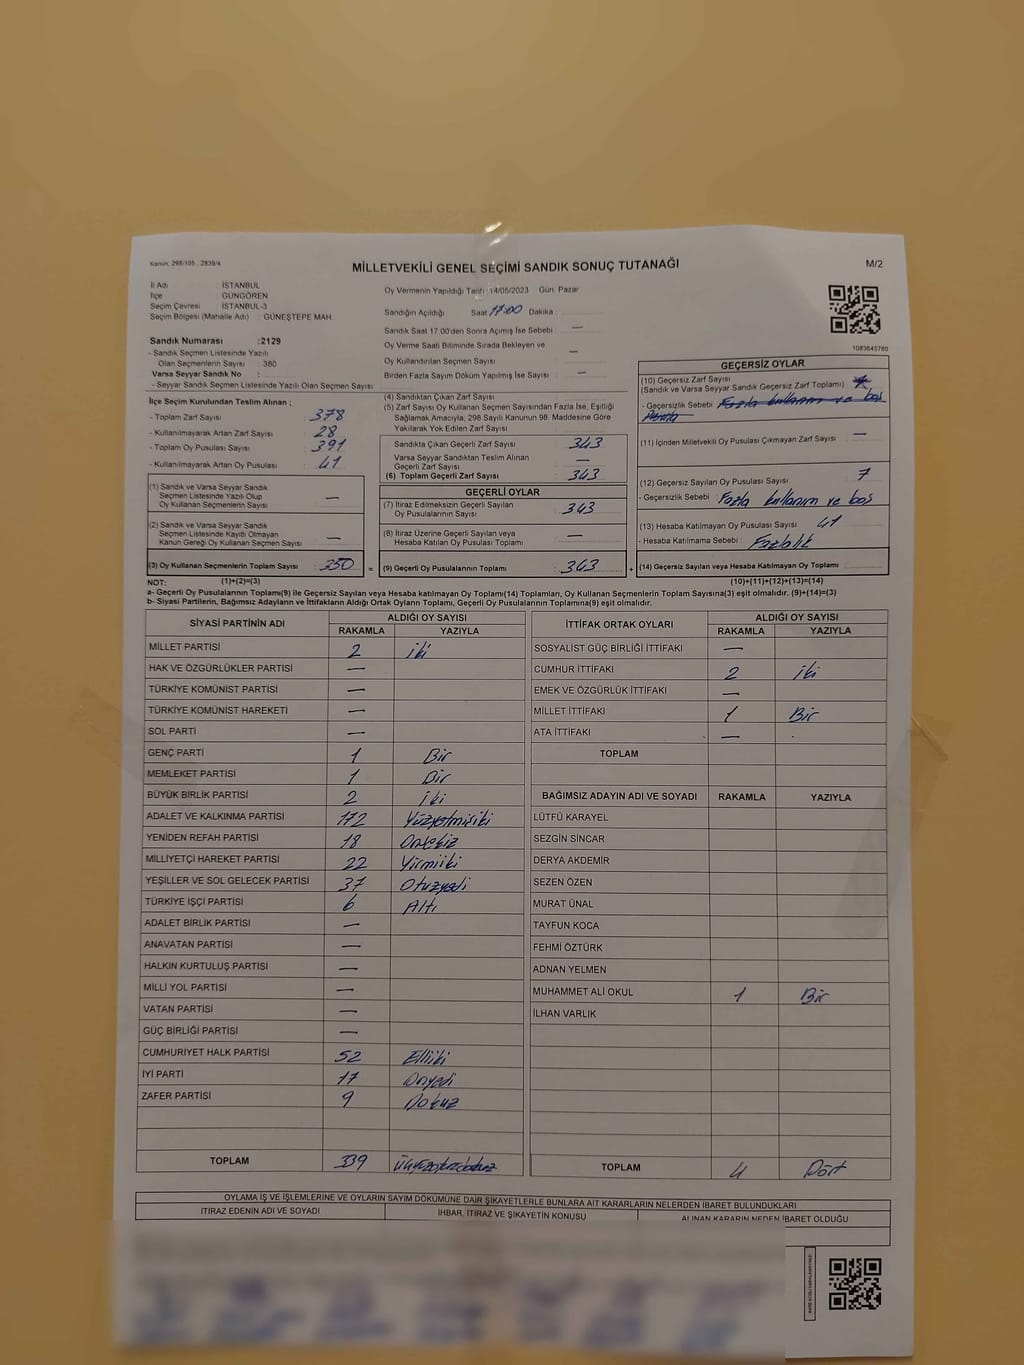 Kanun: 298/105, 2839/4
MİLLETVEKİLİ GENEL SEÇİMİ SANDIK SONUÇ TUTANAĞI
M/2
İl Adı : İSTANBUL
İlçe : GÜNGÖREN
Seçim Çevresi : İSTANBUL-3
Seçim Bölgesi (Mahalle Adı) : GÜNEŞTEPE MAH.
Oy Vermenin Yapıldığı Tarih : 14/05/2023 Gün: Pazar
Sandığın Açıldığı Saat 17:00 Dakika :
Sandık Saat 17.00'den Sonra Açımış İse Sebebi : —
Oy Verme Saati Bitiminde Sırada Bekleyen ve
Oy Kullandırılan Seçmen Sayısı —
Birden Fazla Sayım Döküm Yapılmış İse Sayısı : —
1083645780
Sandık Numarası :2129
- Sandık Seçmen Listesinde Yazılı
Olan Seçmenlerin Sayısı : 380
Varsa Seyyar Sandık No :
- Seyyar Sandık Seçmen Listesinde Yazılı Olan Seçmen Sayısı :
İlçe Seçim Kurulundan Teslim Alınan ;
- Toplam Zarf Sayısı : 378
- Kullanılmayarak Artan Zarf Sayısı : 28
- Toplam Oy Pusulası Sayısı : 391
- Kullanılmayarak Artan Oy Pusulası : 41
(1) Sandık ve Varsa Seyyar Sandık
Seçmen Listesinde Yazılı Olup
Oy Kullanan Seçmenlerin Sayısı : —
(2) Sandık ve Varsa Seyyar Sandık
Seçmen Listesinde Kayıtlı Olmayan
Kanun Gereği Oy Kullanan Seçmen Sayısı : —
(3) Oy Kullanan Seçmenlerin Toplam Sayısı : 350 =
(4) Sandıktan Çıkan Zarf Sayısı :
(5) Zarf Sayısı Oy Kullanan Seçmen Sayısından Fazla İse, Eşitliği
Sağlamak Amacıyla, 298 Sayılı Kanunun 98. Maddesine Göre
Yakılarak Yok Edilen Zarf Sayısı :
Sandıkta Çıkan Geçerli Zarf Sayısı : 343
Varsa Seyyar Sandıktan Teslim Alınan
Geçerli Zarf Sayısı : —
(6) Toplam Geçerli Zarf Sayısı : 343
GEÇERLİ OYLAR
(7) İtiraz Edilmeksizin Geçerli Sayılan
Oy Pusulalarının Sayısı : 343
(8) İtiraz Üzerine Geçerli Sayılan veya
Hesaba Katılan Oy Pusulası Toplamı : —
(9) Geçerli Oy Pusulalarının Toplamı : 343 +
GEÇERSİZ OYLAR
(10) Geçersiz Zarf Sayısı
(Sandık ve Varsa Seyyar Sandık Geçersiz Zarf Toplamı)
- Geçersizlik Sebebi : Fazla kullanım ve boş
(11) İçinden Milletvekili Oy Pusulası Çıkmayan Zarf Sayısı : —
(12) Geçersiz Sayılan Oy Pusulası Sayısı : 7
- Geçersizlik Sebebi : Fazla kullanım ve boş
(13) Hesaba Katılmayan Oy Pusulası Sayısı : 41
- Hesaba Katılmama Sebebi : Fazlalık
(14) Geçersiz Sayılan veya Hesaba Katılmayan Oy Toplamı :
NOT: (1)+(2)=(3) (10)+(11)+(12)+(13)=(14)
a- Geçerli Oy Pusulalarının Toplamı(9) ile Geçersiz Sayılan veya Hesaba Katılmayan Oy Toplamı(14) Toplamları, Oy Kullanan Seçmenlerin Toplam Sayısına(3) eşit olmalıdır. (9)+(14)=(3)
b- Siyasi Partilerin, Bağımsız Adayların ve İttifakların Aldığı Ortak Oyların Toplamı, Geçerli Oy Pusulalarının Toplamına(9) eşit olmalıdır.
SİYASİ PARTİNİN ADI ALDIĞI OY SAYISI
RAKAMLA YAZIYLA
MİLLET PARTİSİ 2 iki
HAK VE ÖZGÜRLÜKLER PARTİSİ —
TÜRKİYE KOMÜNİST PARTİSİ —
TÜRKİYE KOMÜNİST HAREKETİ —
SOL PARTİ —
GENÇ PARTİ 1 Bir
MEMLEKET PARTİSİ 1 Bir
BÜYÜK BİRLİK PARTİSİ 2 iki
ADALET VE KALKINMA PARTİSİ 172 Yüzyetmişiki
YENİDEN REFAH PARTİSİ 18 Onsekiz
MİLLİYETÇİ HAREKET PARTİSİ 22 Yirmiiki
YEŞİLLER VE SOL GELECEK PARTİSİ 37 Otuzyedi
TÜRKİYE İŞÇİ PARTİSİ 6 Altı
ADALET BİRLİK PARTİSİ —
ANAVATAN PARTİSİ —
HALKIN KURTULUŞ PARTİSİ —
MİLLİ YOL PARTİSİ —
VATAN PARTİSİ —
GÜÇ BİRLİĞİ PARTİSİ —
CUMHURİYET HALK PARTİSİ 52 Elliiki
İYİ PARTİ 17 Onyedi
ZAFER PARTİSİ 9 Dokuz
TOPLAM 339
İTTİFAK ORTAK OYLARI ALDIĞI OY SAYISI
RAKAMLA YAZIYLA
SOSYALİST GÜÇ BİRLİĞİ İTTİFAKI —
CUMHUR İTTİFAKI 2 iki
EMEK VE ÖZGÜRLÜK İTTİFAKI —
MİLLET İTTİFAKI 1 Bir
ATA İTTİFAKI —
TOPLAM
BAĞIMSIZ ADAYIN ADI VE SOYADI RAKAMLA YAZIYLA
LÜTFÜ KARAYEL
SEZGİN SİNCAR
DERYA AKDEMİR
SEZEN ÖZEN
MURAT ÜNAL
TAYFUN KOCA
FEHMİ ÖZTÜRK
ADNAN YELMEN
MUHAMMET ALİ OKUL 1 Bir
İLHAN VARLIK
TOPLAM 4 Dört
OYLAMA İŞ VE İŞLEMLERİNE VE OYLARIN SAYIM DÖKÜMÜNE DAİR ŞİKAYETLERLE BUNLARA AİT KARARLARIN NELERDEN İBARET BULUNDUKLARI
İTİRAZ EDENİN ADI VE SOYADI İHBAR, İTİRAZ VE ŞİKAYETİN KONUSU ALINAN KARARIN NEDEN İBARET OLDUĞU